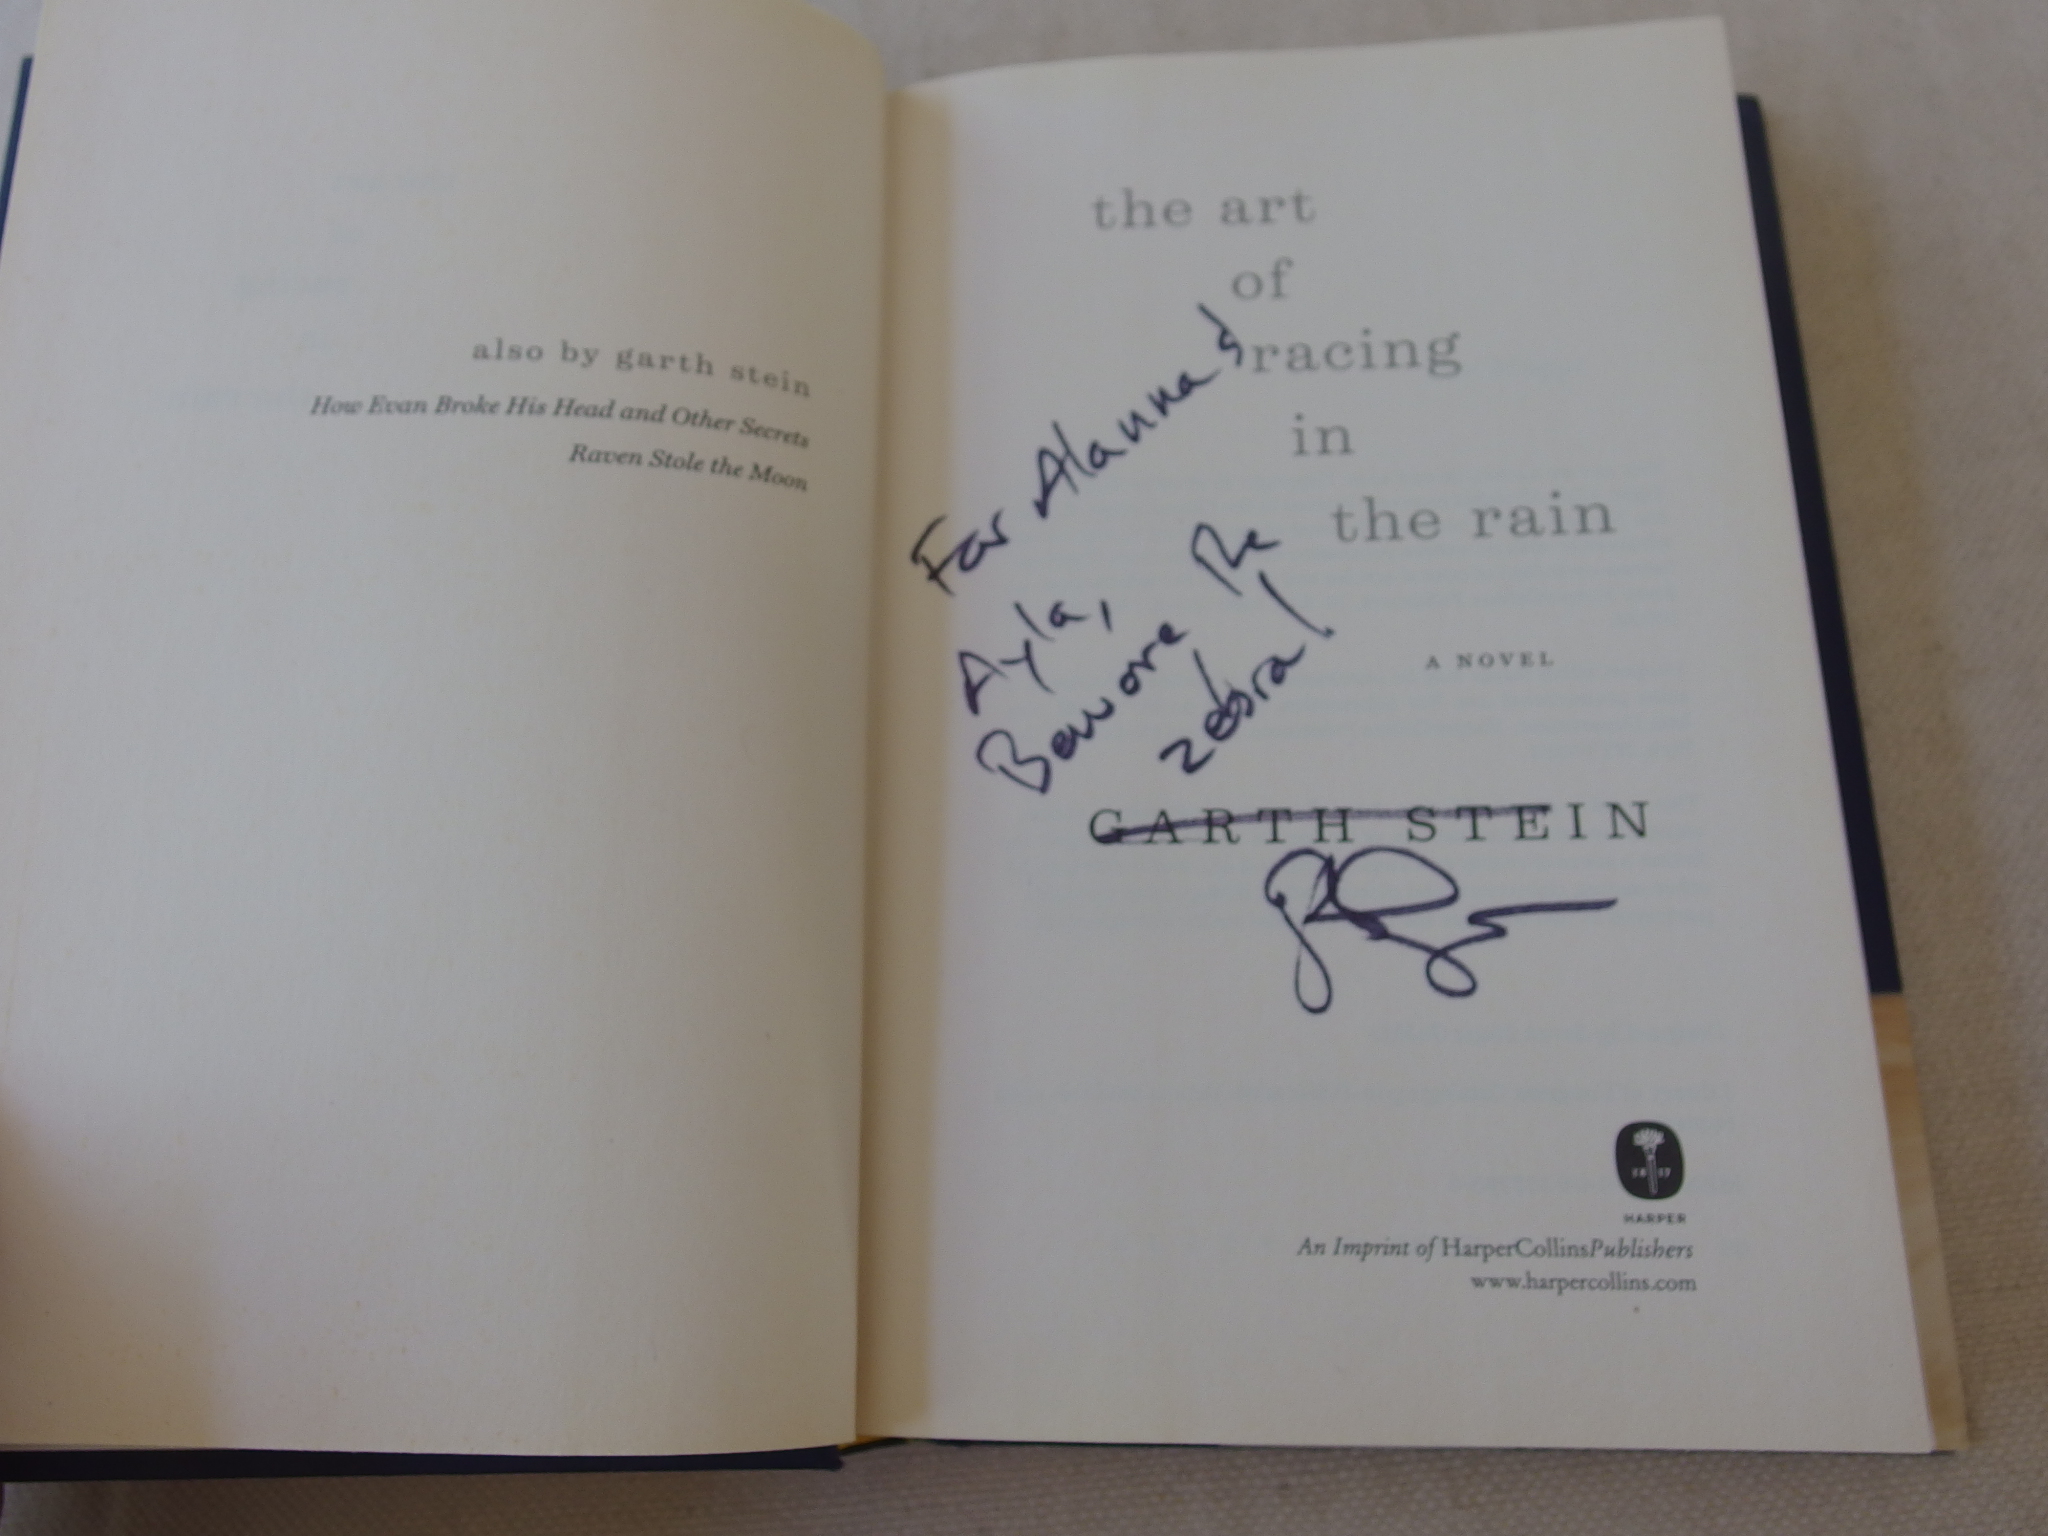 also by garth stein
How Evan Broke His Head and Other Secrets
Raven Stole the Moon
the art
of
racing
in
the rain
For Alanna &
Ayla,
Beware the
zebra!
A NOVEL
GARTH STEIN
18 17
HARPER
An Imprint of HarperCollinsPublishers
www.harpercollins.com